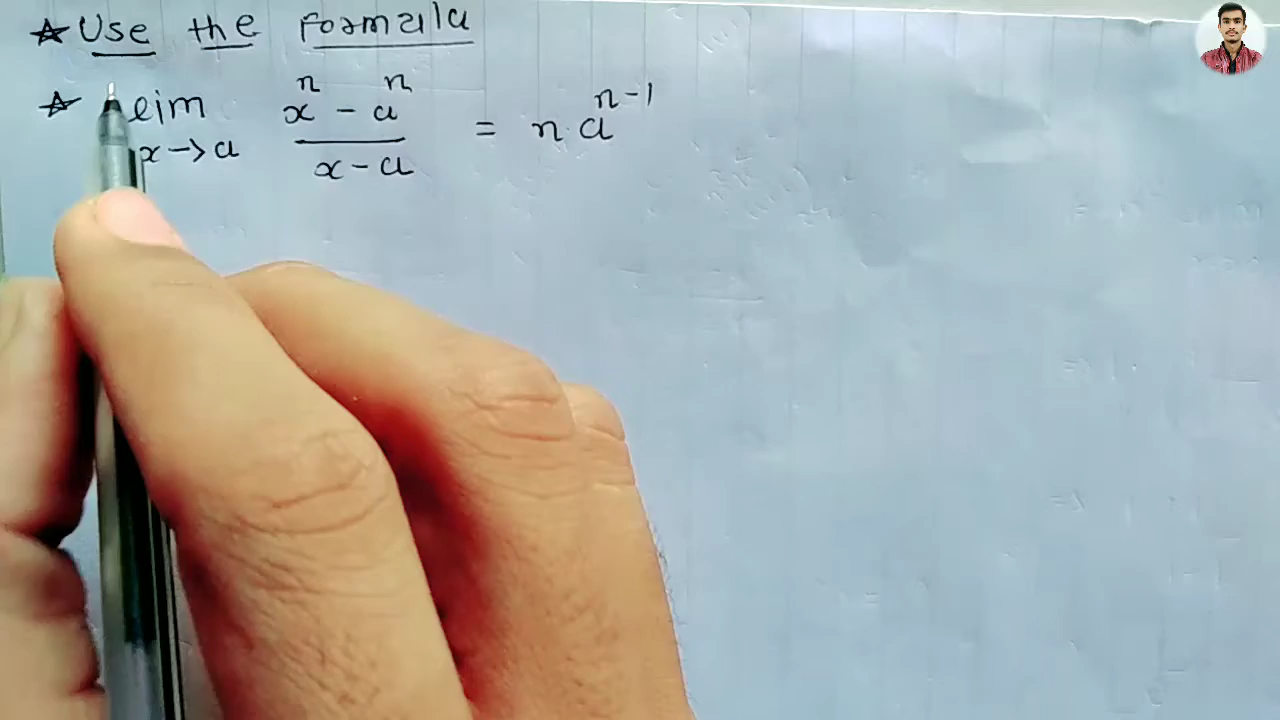 ★ Use the Formula
★ lim x→a (xⁿ - aⁿ)/(x - a) = n·aⁿ⁻¹